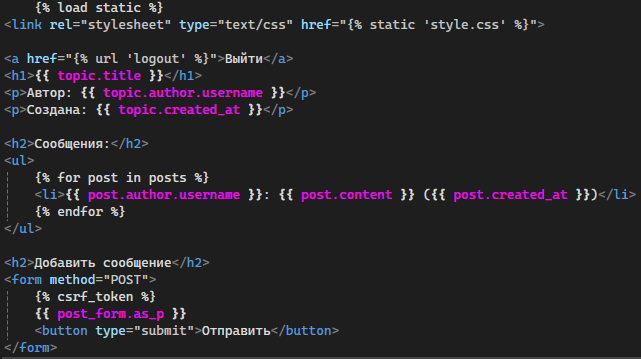 {% load static %}
<link rel="stylesheet" type="text/css" href="{% static 'style.css' %}">
<a href="{% url 'logout' %}">Выйти</a>
<h1>{{ topic.title }}</h1>
<p>Автор: {{ topic.author.username }}</p>
<p>Создана: {{ topic.created_at }}</p>
<h2>Сообщения:</h2>
<ul>
{% for post in posts %}
<li>{{ post.author.username }}: {{ post.content }} ({{ post.created_at }})</li>
{% endfor %}
</ul>
<h2>Добавить сообщение</h2>
<form method="POST">
{% csrf_token %}
{{ post_form.as_p }}
<button type="submit">Отправить</button>
</form>